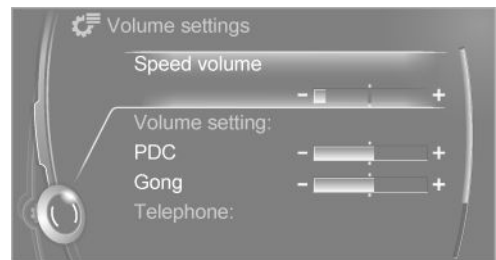 Volume settings
Speed volume
- +
Volume setting:
PDC - +
Gong - +
Telephone: